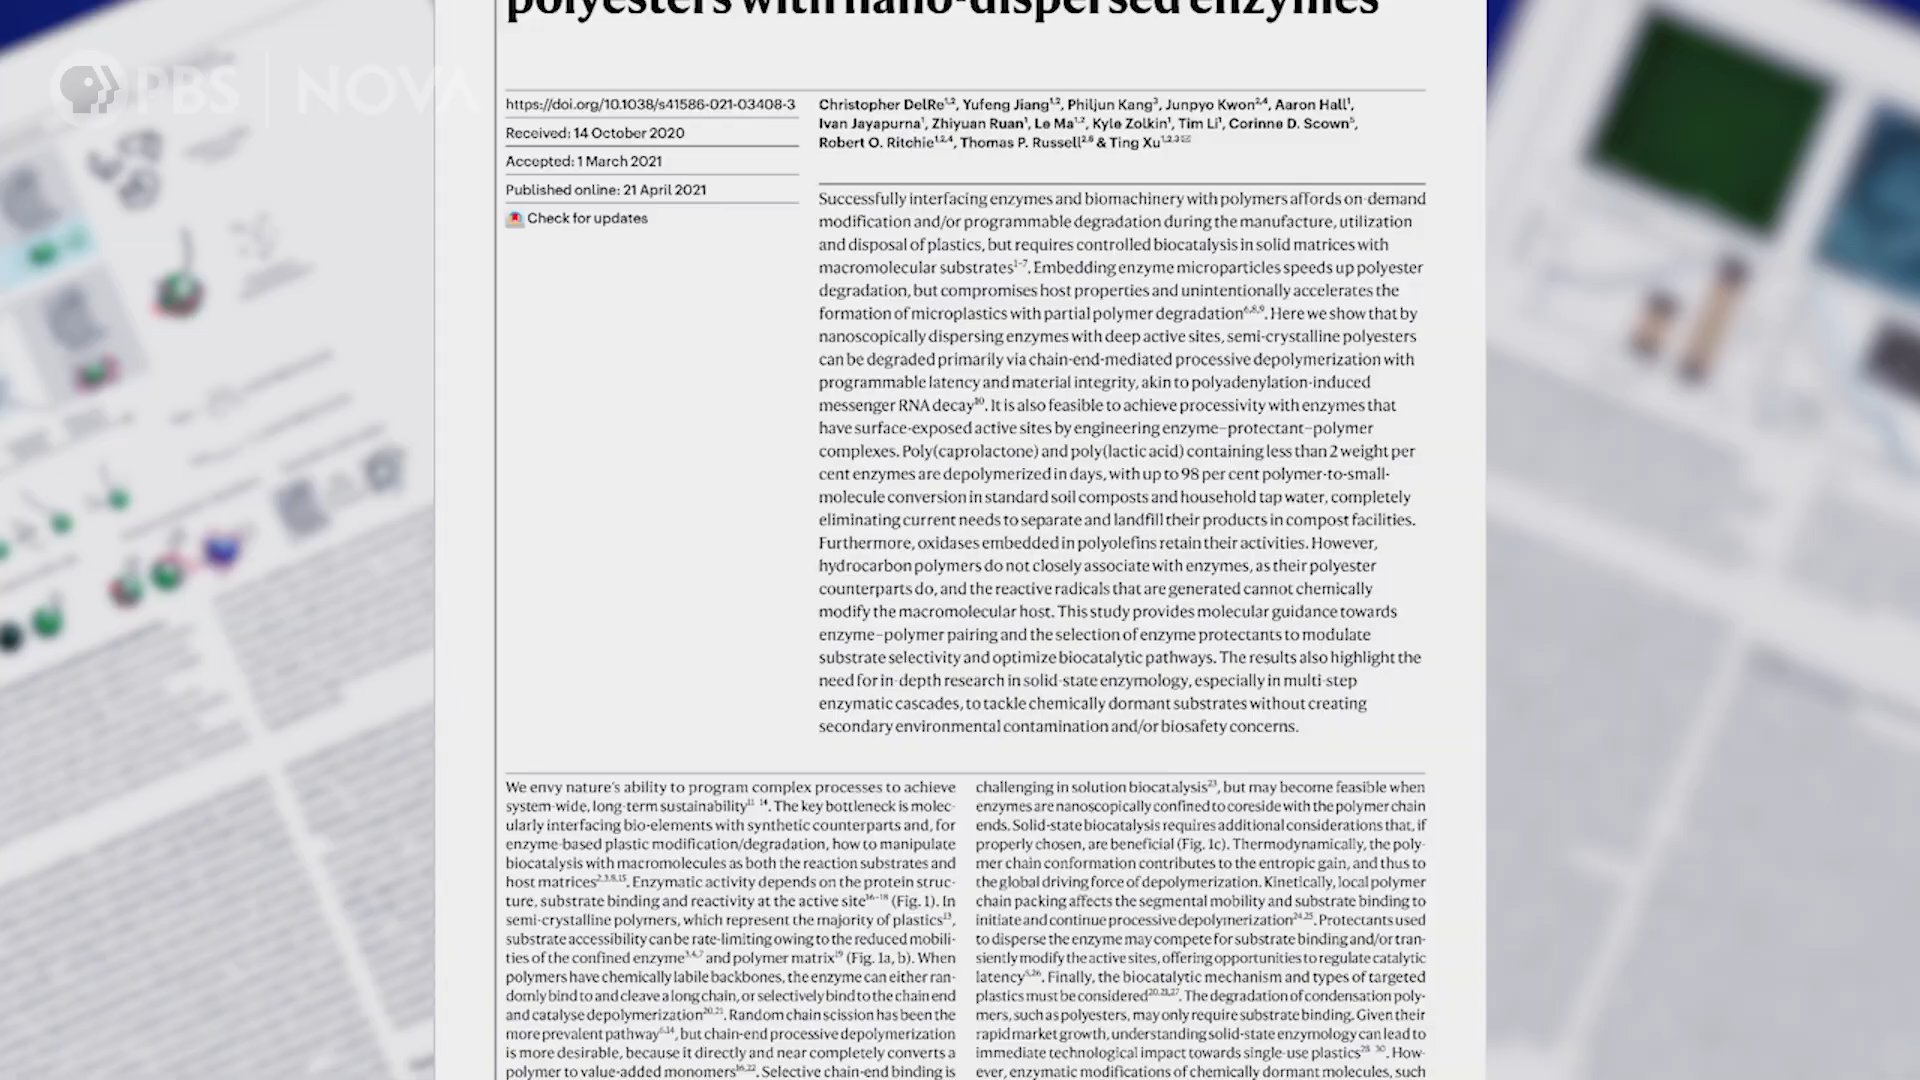 polyesters with nano-dispersed enzymes
PBS | NOVA
https://doi.org/10.1038/s41586-021-03408-3
Received: 14 October 2020
Accepted: 1 March 2021
Published online: 21 April 2021
Check for updates
Christopher DelRe1,2, Yufeng Jiang1,2, Philjun Kang3, Junpyo Kwon2,4, Aaron Hall1,
Ivan Jayapurna1, Zhiyuan Ruan1, Le Ma1,2, Kyle Zolkin1, Tim Li1, Corinne D. Scown5,
Robert O. Ritchie1,2,4, Thomas P. Russell2,6 & Ting Xu1,2,3✉
Successfully interfacing enzymes and biomachinery with polymers affords on-demand
modification and/or programmable degradation during the manufacture, utilization
and disposal of plastics, but requires controlled biocatalysis in solid matrices with
macromolecular substrates1–7. Embedding enzyme microparticles speeds up polyester
degradation, but compromises host properties and unintentionally accelerates the
formation of microplastics with partial polymer degradation6,8,9. Here we show that by
nanoscopically dispersing enzymes with deep active sites, semi-crystalline polyesters
can be degraded primarily via chain-end-mediated processive depolymerization with
programmable latency and material integrity, akin to polyadenylation-induced
messenger RNA decay10. It is also feasible to achieve processivity with enzymes that
have surface-exposed active sites by engineering enzyme–protectant–polymer
complexes. Poly(caprolactone) and poly(lactic acid) containing less than 2 weight per
cent enzymes are depolymerized in days, with up to 98 per cent polymer-to-small-
molecule conversion in standard soil composts and household tap water, completely
eliminating current needs to separate and landfill their products in compost facilities.
Furthermore, oxidases embedded in polyolefins retain their activities. However,
hydrocarbon polymers do not closely associate with enzymes, as their polyester
counterparts do, and the reactive radicals that are generated cannot chemically
modify the macromolecular host. This study provides molecular guidance towards
enzyme–polymer pairing and the selection of enzyme protectants to modulate
substrate selectivity and optimize biocatalytic pathways. The results also highlight the
need for in-depth research in solid-state enzymology, especially in multi-step
enzymatic cascades, to tackle chemically dormant substrates without creating
secondary environmental contamination and/or biosafety concerns.
We envy nature's ability to program complex processes to achieve
system-wide, long-term sustainability11–14. The key bottleneck is molec-
ularly interfacing bio-elements with synthetic counterparts and, for
enzyme-based plastic modification/degradation, how to manipulate
biocatalysis with macromolecules as both the reaction substrates and
host matrices2,3,8,15. Enzymatic activity depends on the protein struc-
ture, substrate binding and reactivity at the active site16–18 (Fig. 1). In
semi-crystalline polymers, which represent the majority of plastics13,
substrate accessibility can be rate-limiting owing to the reduced mobili-
ties of the confined enzyme3,4,7 and polymer matrix19 (Fig. 1a, b). When
polymers have chemically labile backbones, the enzyme can either ran-
domly bind to and cleave a long chain, or selectively bind to the chain end
and catalyse depolymerization20,21. Random chain scission has been the
more prevalent pathway6,14, but chain-end processive depolymerization
is more desirable, because it directly and near completely converts a
polymer to value-added monomers16,22. Selective chain-end binding is
challenging in solution biocatalysis23, but may become feasible when
enzymes are nanoscopically confined to coreside with the polymer chain
ends. Solid-state biocatalysis requires additional considerations that, if
properly chosen, are beneficial (Fig. 1c). Thermodynamically, the poly-
mer chain conformation contributes to the entropic gain, and thus to
the global driving force of depolymerization. Kinetically, local polymer
chain packing affects the segmental mobility and substrate binding to
initiate and continue processive depolymerization24,25. Protectants used
to disperse the enzyme may compete for substrate binding and/or tran-
siently modify the active sites, offering opportunities to regulate catalytic
latency5,26. Finally, the biocatalytic mechanism and types of targeted
plastics must be considered20,21,27. The degradation of condensation poly-
mers, such as polyesters, may only require substrate binding. Given their
rapid market growth, understanding solid-state enzymology can lead to
immediate technological impact towards single-use plastics28–30. How-
ever, enzymatic modifications of chemically dormant molecules, such